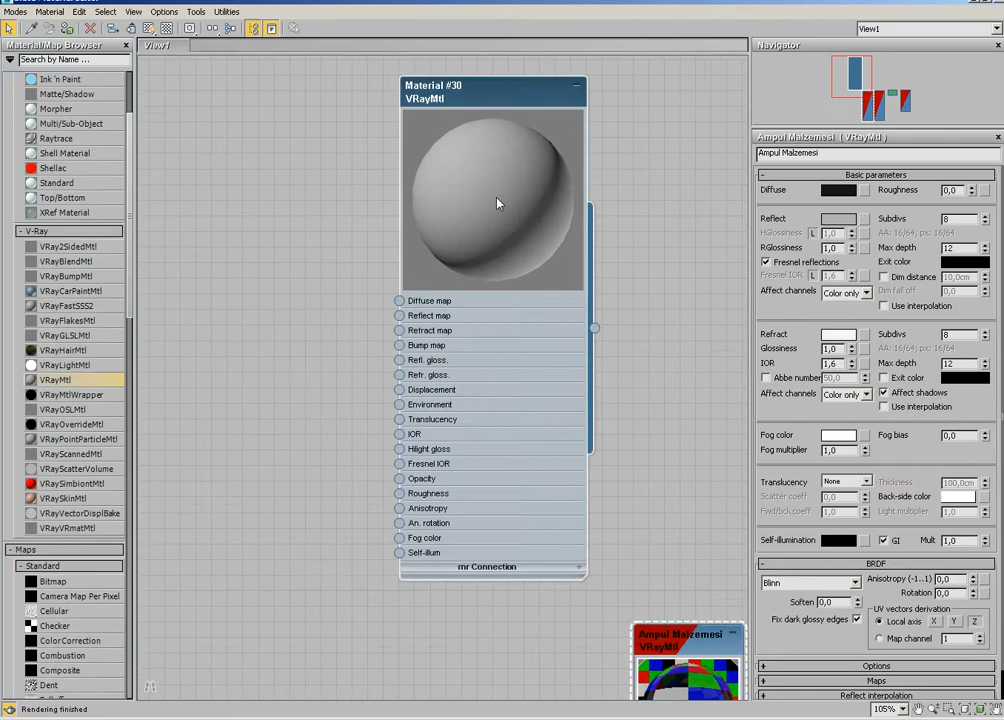 Modes Material Edit Select View Options Tools Utilities
View1
Material/Map Browser
Search by Name ...
Ink 'n Paint
Matte/Shadow
Morpher
Multi/Sub-Object
Raytrace
Shell Material
Shellac
Standard
Top/Bottom
XRef Material
- V-Ray
VRay2SidedMtl
VRayBlendMtl
VRayBumpMtl
VRayCarPaintMtl
VRayFastSSS2
VRayFlakesMtl
VRayGLSLMtl
VRayHairMtl
VRayLightMtl
VRayMtl
VRayMtlWrapper
VRayOSLMtl
VRayOverrideMtl
VRayPointParticleMtl
VRayScannedMtl
VRayScatterVolume
VRaySimbiontMtl
VRaySkinMtl
VRayVectorDisplBake
VRayVRmatMtl
- Maps
- Standard
Bitmap
Camera Map Per Pixel
Cellular
Checker
ColorCorrection
Combustion
Composite
Dent
Rendering finished
View1
Material #30
VRayMtl
Diffuse map
Reflect map
Refract map
Bump map
Refl. gloss.
Refr. gloss.
Displacement
Environment
Translucency
IOR
Hilight gloss
Fresnel IOR
Opacity
Roughness
Anisotropy
An. rotation
Fog color
Self-illum
mr Connection +
Ampul Malzemesi
VRayMtl
Navigator
Ampul Malzemesi ( VRayMtl )
Ampul Malzemesi
- Basic parameters
Diffuse Roughness 0,0
Reflect Subdivs 8
HGlossiness L 1,0 AA: 16/64; px: 16/64
RGlossiness 1,0 Max depth 12
Fresnel reflections Exit color
Fresnel IOR L 1,6 Dim distance 10,0cm
Affect channels Color only Dim fall off 0,0
Use interpolation
Refract Subdivs 8
Glossiness 1,0 AA: 16/64; px: 16/64
IOR 1,6 Max depth 12
Abbe number 50,0 Exit color
Affect channels Color only Affect shadows
Use interpolation
Fog color Fog bias 0,0
Fog multiplier 1,0
Translucency None Thickness 100,0cm
Scatter coeff 0,0 Back-side color
Fwd/bck coeff 1,0 Light multiplier 1,0
Self-illumination GI Mult 1,0
- BRDF
Blinn Anisotropy (-1..1) 0,0
Rotation 0,0
Soften 0,0 UV vectors derivation
Fix dark glossy edges Local axis X Y Z
Map channel 1
+ Options
+ Maps
+ Reflect interpolation
105%